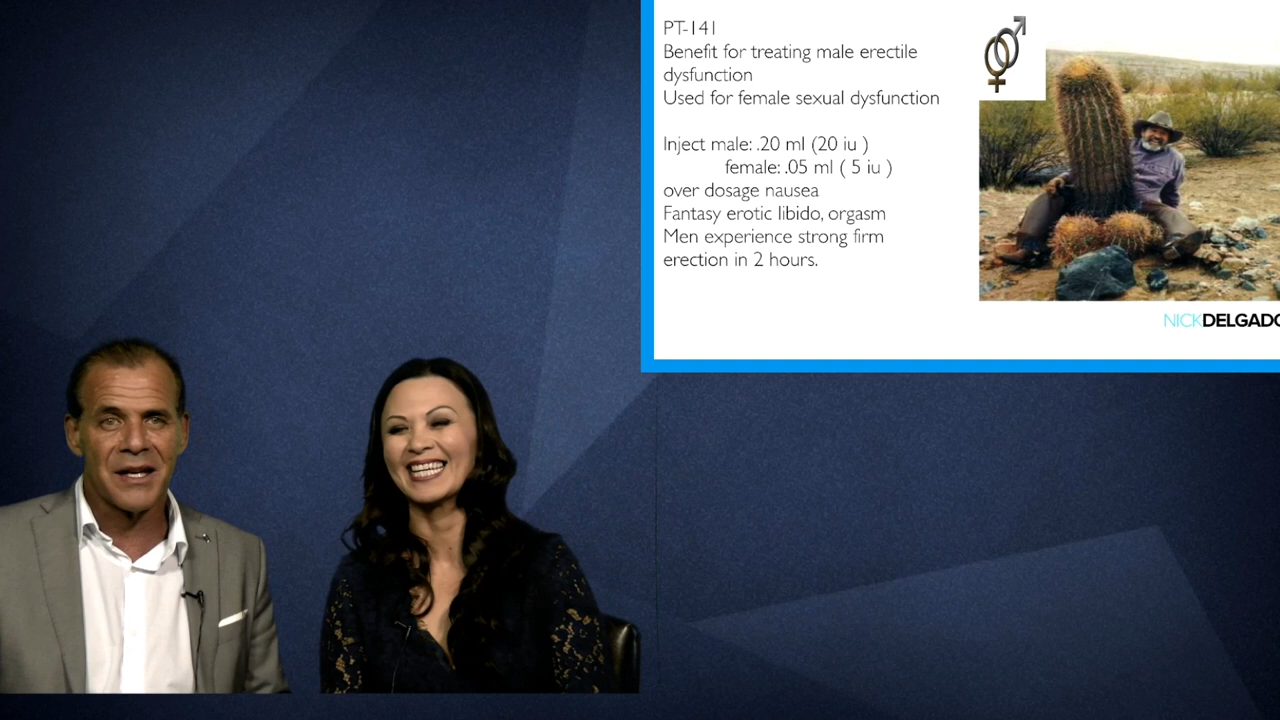 PT-141
Benefit for treating male erectile
dysfunction
Used for female sexual dysfunction
Inject male: .20 ml (20 iu )
female: .05 ml ( 5 iu )
over dosage nausea
Fantasy erotic libido, orgasm
Men experience strong firm
erection in 2 hours.
NICKDELGADO